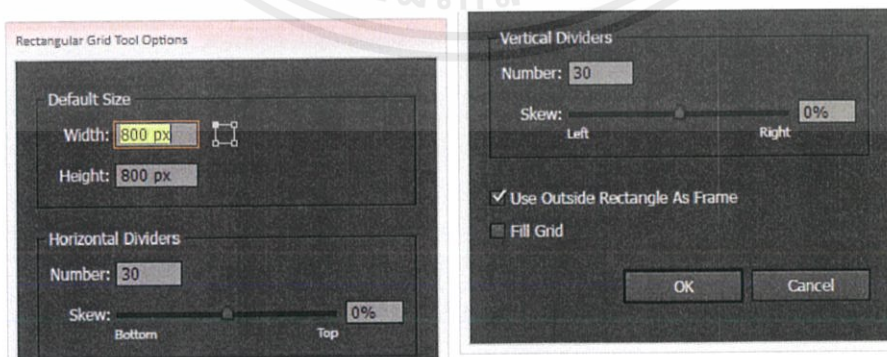 Rectangular Grid Tool Options
Default Size
Width: 800 px
Height: 800 px
Horizontal Dividers
Number: 30
Skew: 0%
Bottom Top
Vertical Dividers
Number: 30
Skew: 0%
Left Right
Use Outside Rectangle As Frame
Fill Grid
OK Cancel